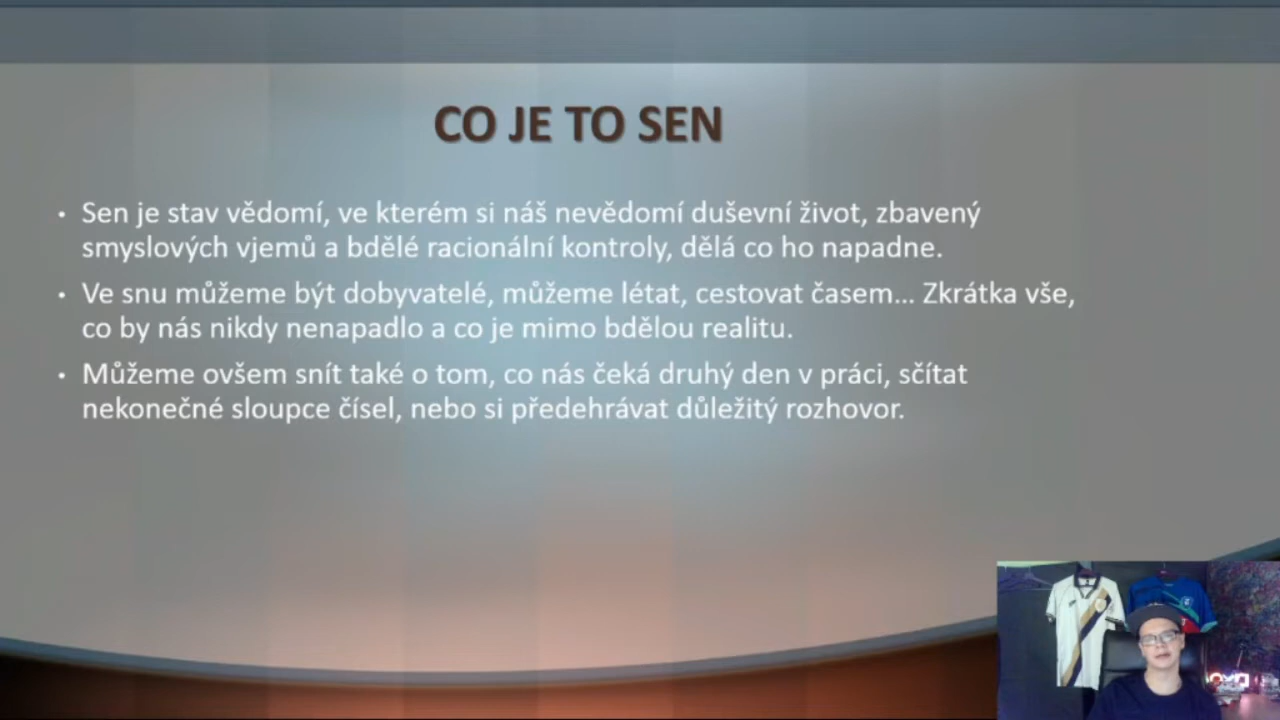 CO JE TO SEN
• Sen je stav vědomí, ve kterém si náš nevědomí duševní život, zbavený
smyslových vjemů a bdělé racionální kontroly, dělá co ho napadne.
• Ve snu můžeme být dobyvatelé, můžeme létat, cestovat časem... Zkrátka vše,
co by nás nikdy nenapadlo a co je mimo bdělou realitu.
• Můžeme ovšem snít také o tom, co nás čeká druhý den v práci, sčítat
nekonečné sloupce čísel, nebo si předehrávat důležitý rozhovor.